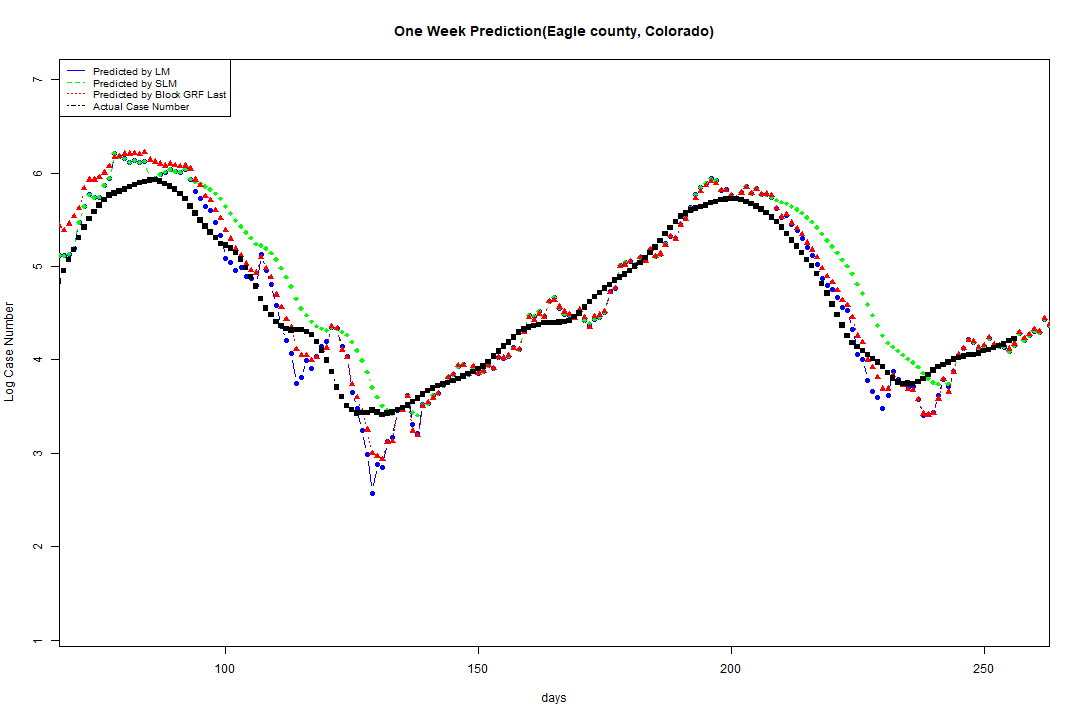 One Week Prediction(Eagle county, Colorado)
Predicted by LM
Predicted by SLM
Predicted by Block GRF Last
Actual Case Number
7
6
5
4
3
2
1
Log Case Number
100 150 200 250
days